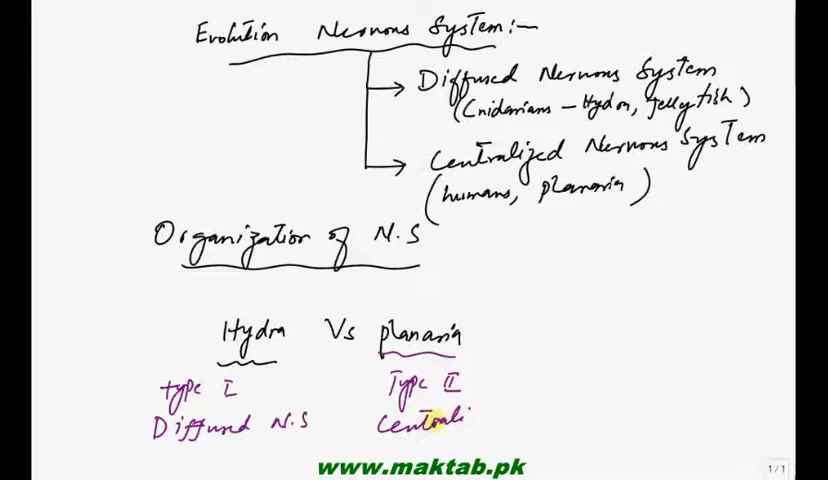 Evolution Nervous System:-
Diffused Nervous System
(Cnidarians - Hydra, Jellyfish)
Centralized Nervous System
(humans, planaria)
Organization of N.S
Hydra Vs planaria
type I Type II
Diffused N.S Centrali
www.maktab.pk
1/1